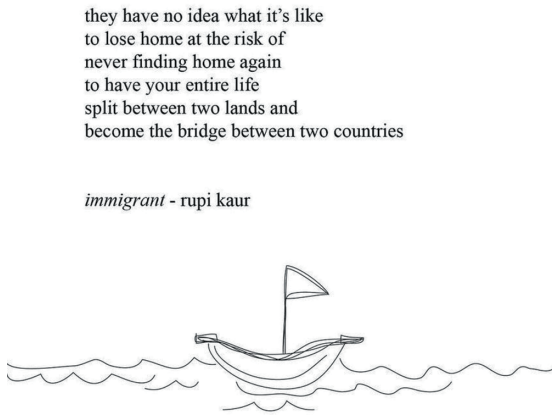 they have no idea what it’s like
to lose home at the risk of
never finding home again
to have your entire life
split between two lands and
become the bridge between two countries
immigrant - rupi kaur